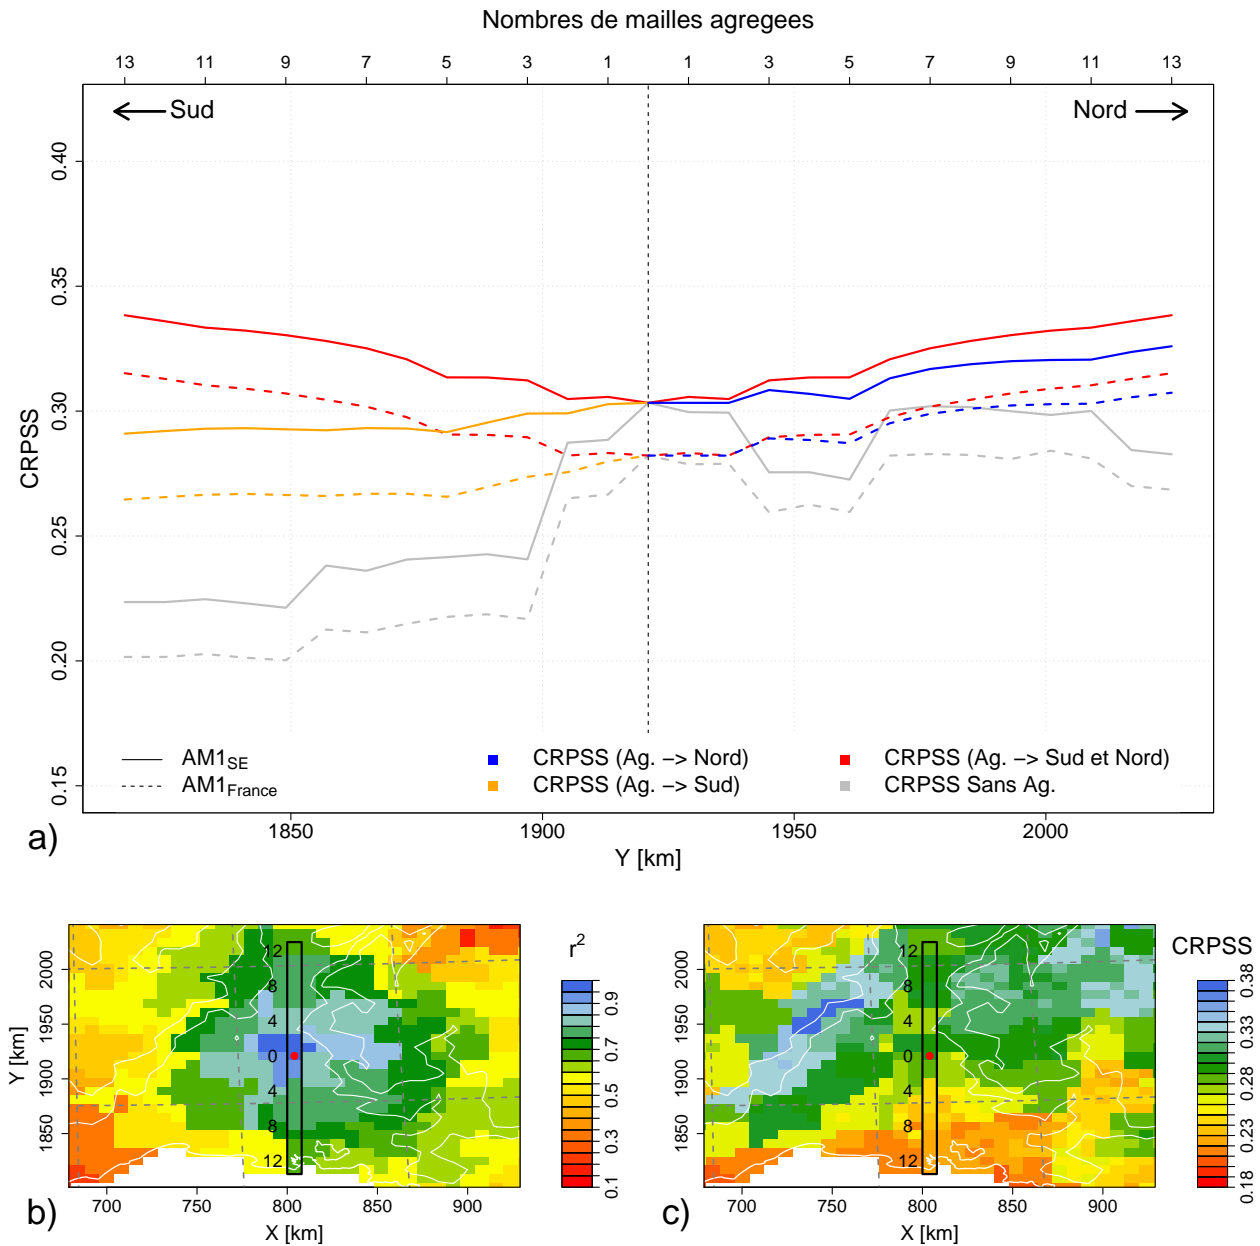 Nombres de mailles agregees
13 11 9 7 5 3 1 1 3 5 7 9 11 13
Sud Nord
CRPSS
0.40
0.35
0.30
0.25
0.20
0.15
AM1SE CRPSS (Ag. −> Nord) CRPSS (Ag. −> Sud et Nord)
AM1France CRPSS (Ag. −> Sud) CRPSS Sans Ag.
1850 1900 1950 2000
a)
Y [km]
Y [km]
2000
1950
1900
1850
12
8
4
0
4
8
12
700 750 800 850 900
X [km]
b)
r2
0.9
0.7
0.5
0.3
0.1
2000
1950
1900
1850
12
8
4
0
4
8
12
700 750 800 850 900
X [km]
c)
CRPSS
0.38
0.33
0.28
0.23
0.18